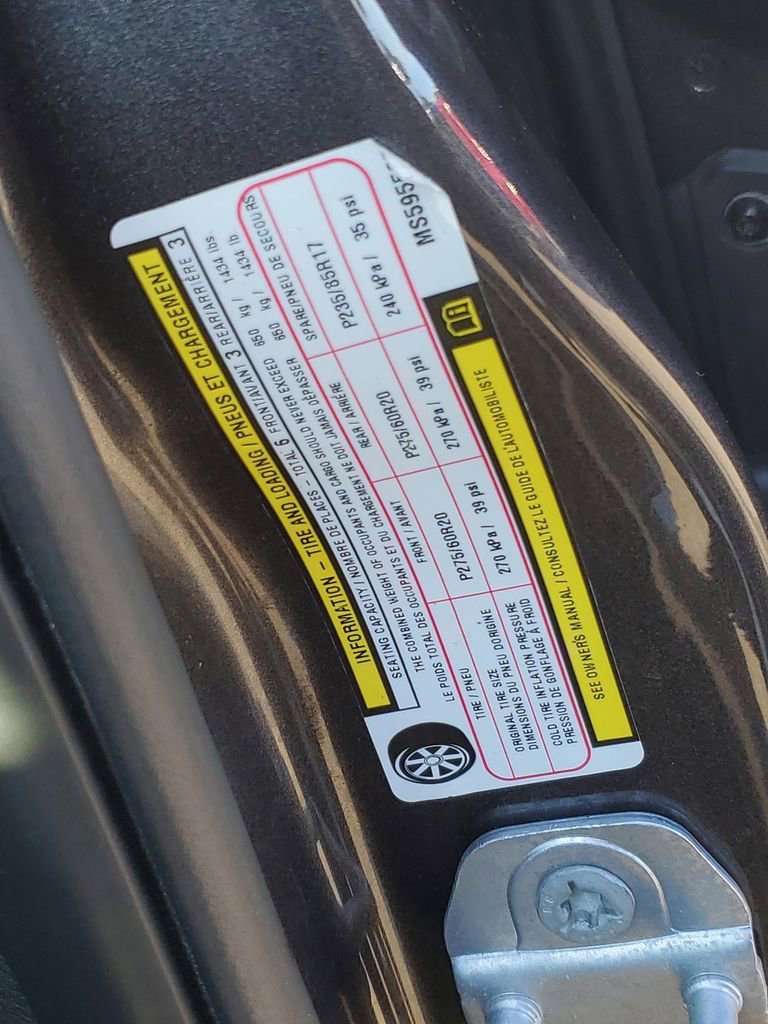 INFORMATION – TIRE AND LOADING / PNEUS ET CHARGEMENT
SEATING CAPACITY / NOMBRE DE PLACES – TOTAL 6 FRONT/AVANT 3 REAR/ARRIÈRE 3
THE COMBINED WEIGHT OF OCCUPANTS AND CARGO SHOULD NEVER EXCEED 650 kg / 1434 lbs.
LE POIDS TOTAL DES OCCUPANTS ET DU CHARGEMENT NE DOIT JAMAIS DÉPASSER 650 kg / 1434 lb
TIRE / PNEU FRONT / AVANT REAR / ARRIÈRE SPARE/PNEU DE SECOURS
ORIGINAL TIRE SIZE
DIMENSIONS DU PNEU D'ORIGINE
P275/60R20 P275/60R20 P235/85R17
COLD TIRE INFLATION PRESSURE
PRESSION DE GONFLAGE À FROID
270 kPa / 39 psi 270 kPa / 39 psi 240 kPa / 35 psi
SEE OWNER'S MANUAL / CONSULTEZ LE GUIDE DE L'AUTOMOBILISTE